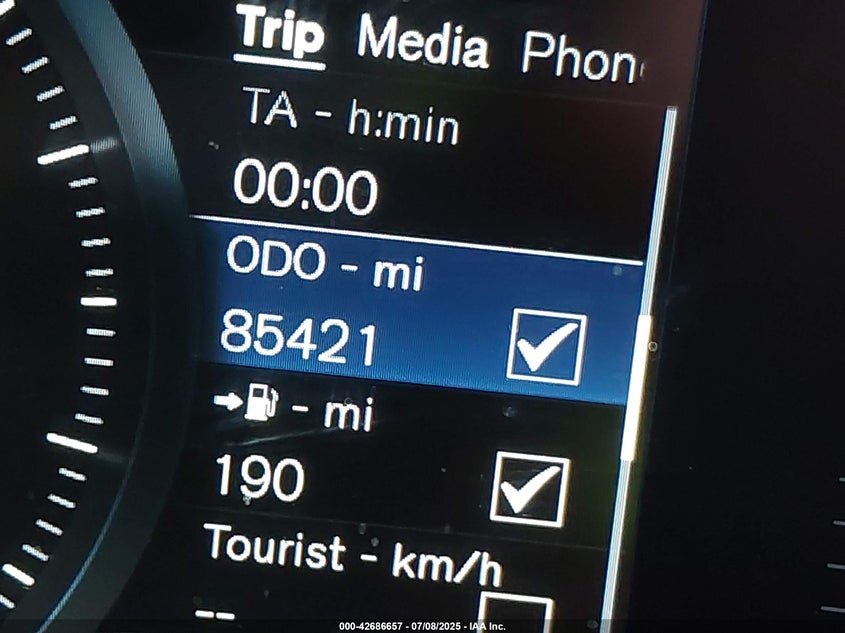 Trip Media Phon
TA - h:min
00:00
ODO - mi
85421
- mi
190
Tourist - km/h
--
000-42686657 - 07/08/2025 - IAA Inc.